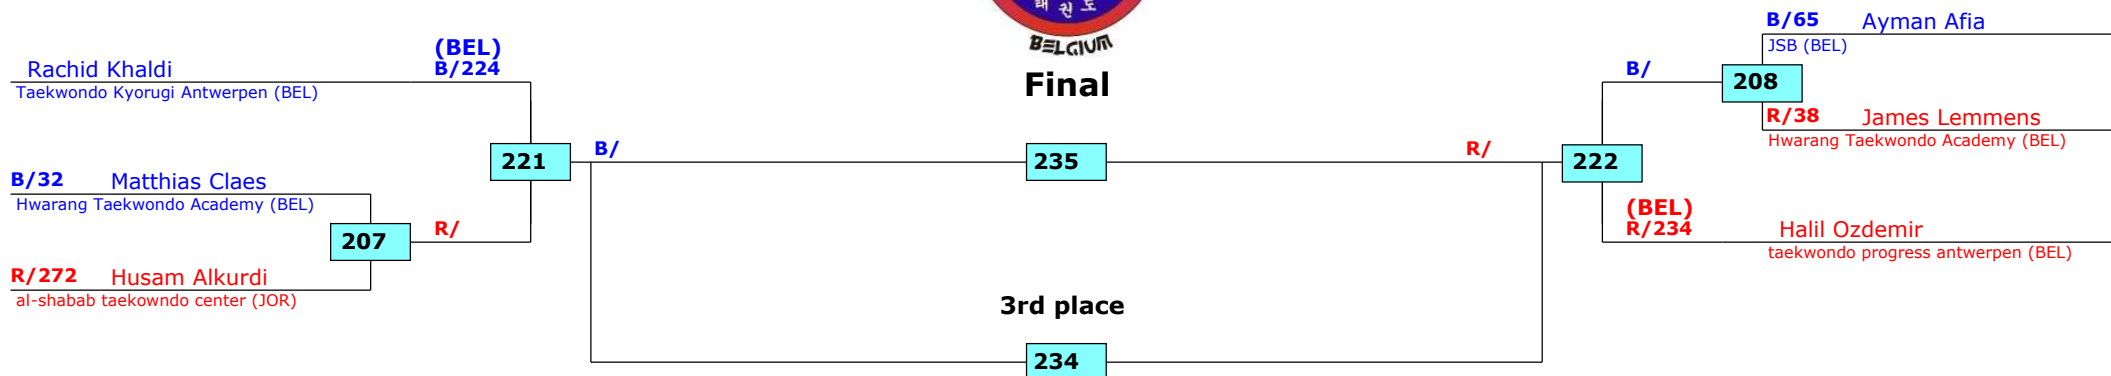 태 권 도
BELGIUM
Final
(BEL)
B/224
Rachid Khaldi
Taekwondo Kyorugi Antwerpen (BEL)
221
B/32 Matthias Claes
Hwarang Taekwondo Academy (BEL)
207
R/
R/272 Husam Alkurdi
al-shabab taekowndo center (JOR)
B/
235
R/
3rd place
234
B/65 Ayman Afia
JSB (BEL)
B/
208
R/38 James Lemmens
Hwarang Taekwondo Academy (BEL)
222
(BEL)
R/234 Halil Ozdemir
taekwondo progress antwerpen (BEL)